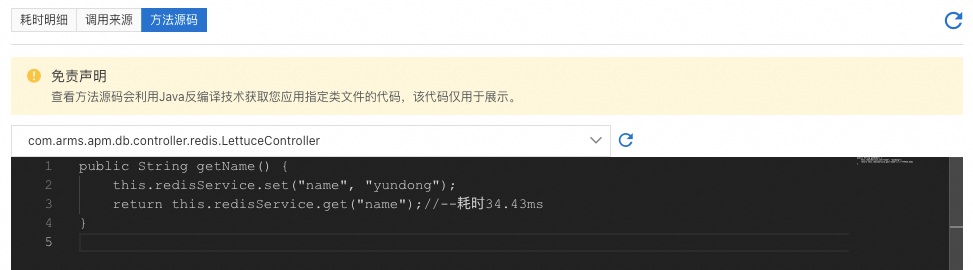 耗时明细 调用来源 方法源码
免责声明
查看方法源码会利用Java反编译技术获取您应用指定类文件的代码，该代码仅用于展示。
com.arms.apm.db.controller.redis.LettuceController
1 public String getName() {
2 this.redisService.set("name", "yundong");
3 return this.redisService.get("name");//--耗时34.43ms
4 }
5